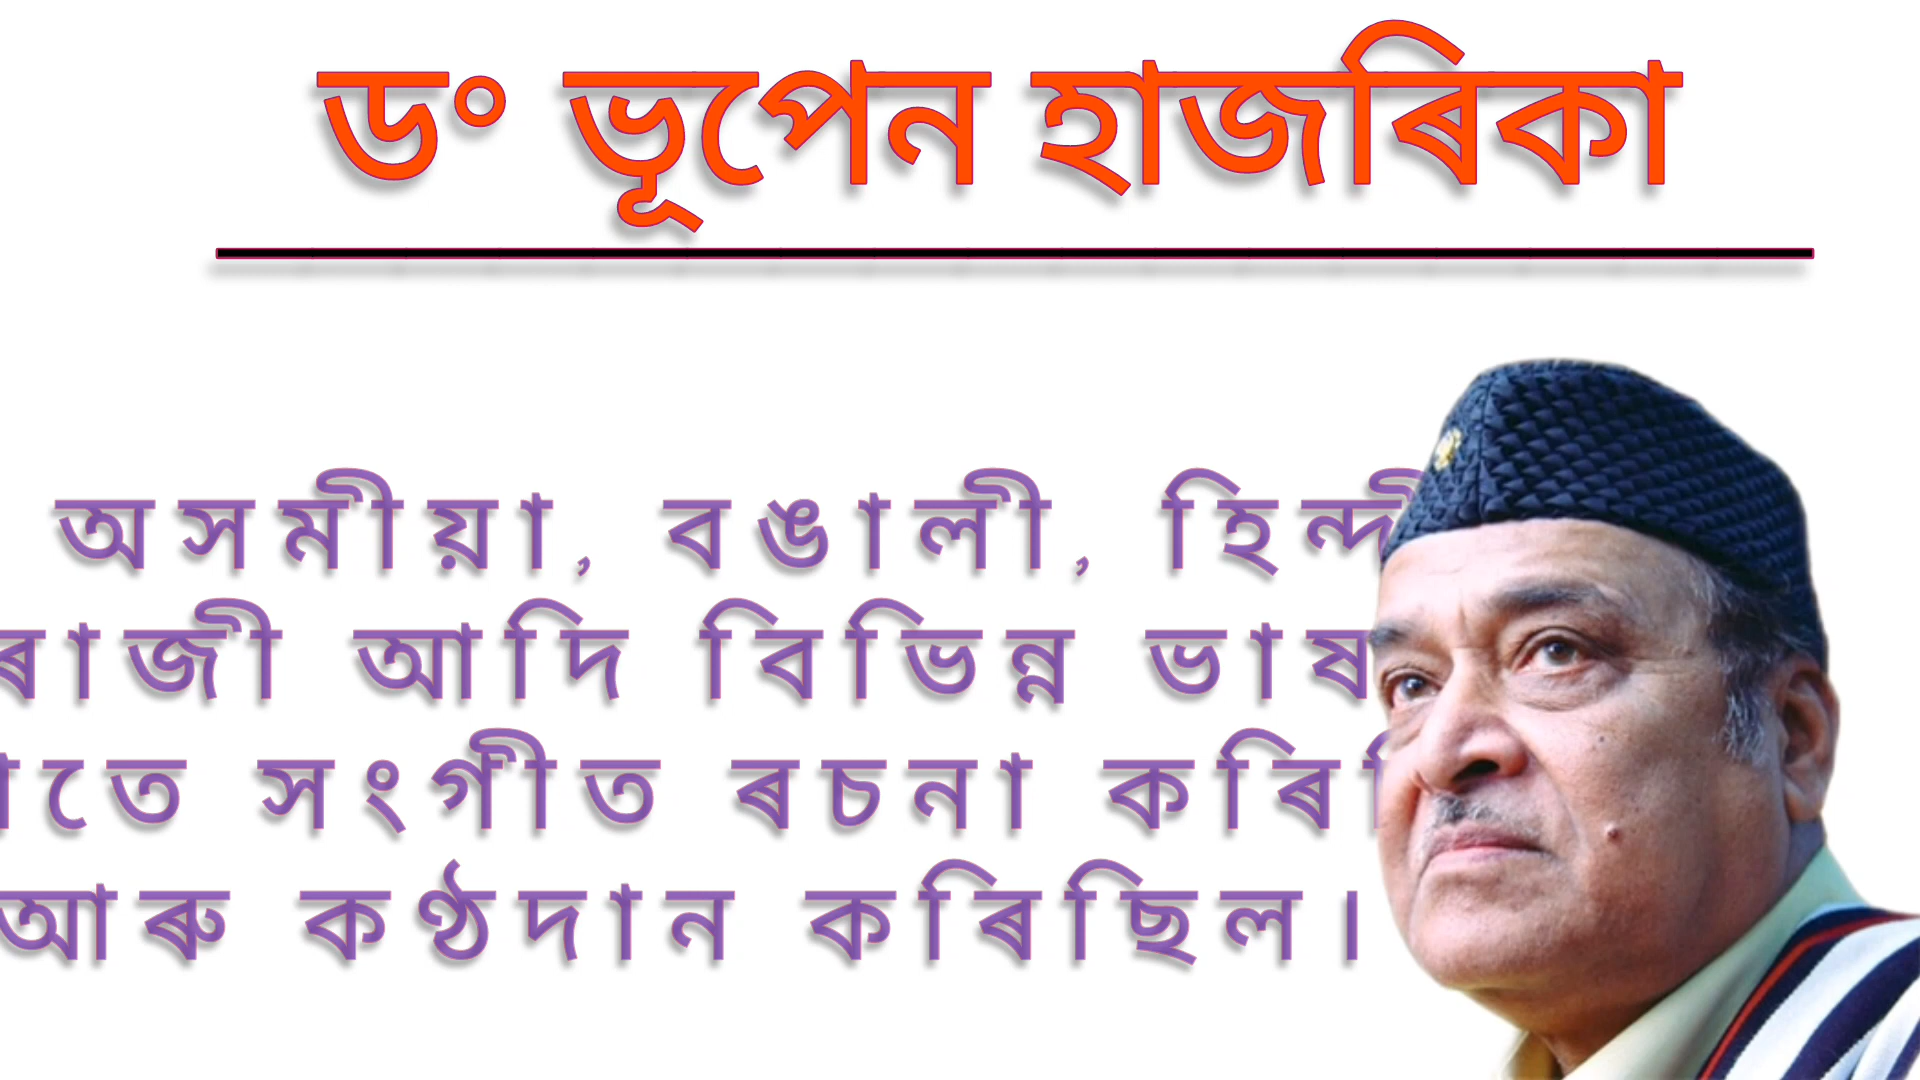 ড° ভূপেন হাজৰিকা
অসমীয়া, বঙালী, হিন্দী
ৰাজী আদি বিভিন্ন ভাষ
াতে সংগীত ৰচনা কৰি
আৰু কণ্ঠদান কৰিছিল।